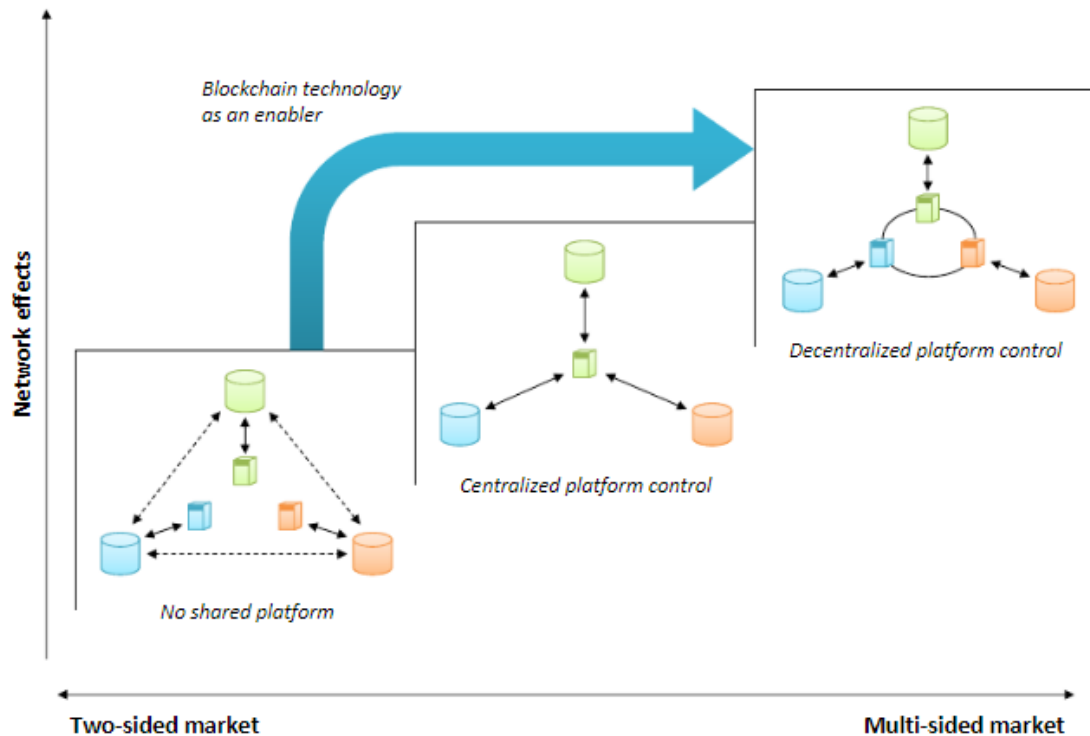 Blockchain technology
as an enabler
Network effects
Decentralized platform control
Centralized platform control
No shared platform
Two-sided market
Multi-sided market